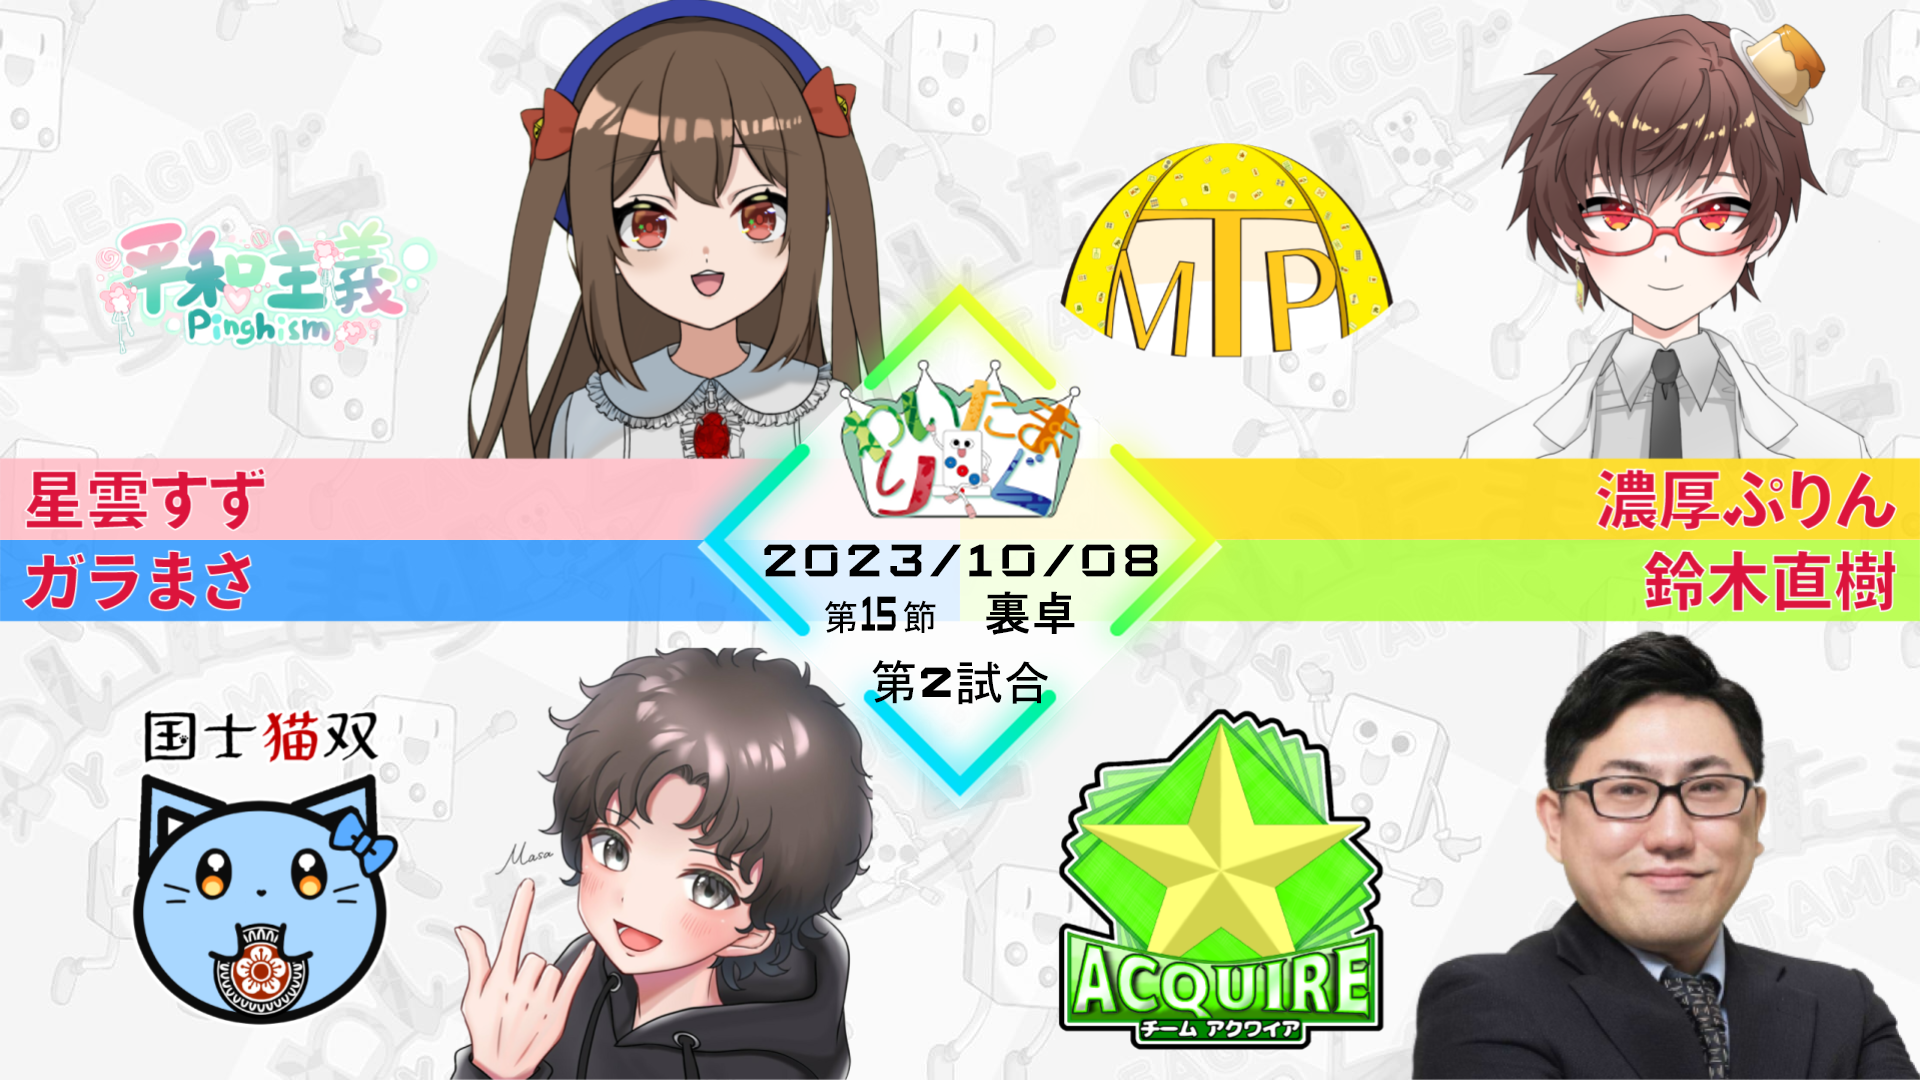 平和主義
Pinghism
MTP
わいたま
りーぐ
星雲すず
濃厚ぷりん
ガラまさ
鈴木直樹
2023/10/08
第15節 裏卓
第2試合
国士猫双
Masa
ACQUIRE
チーム アクワイア
LEAGUE
LEAGUE
Y-TAMA